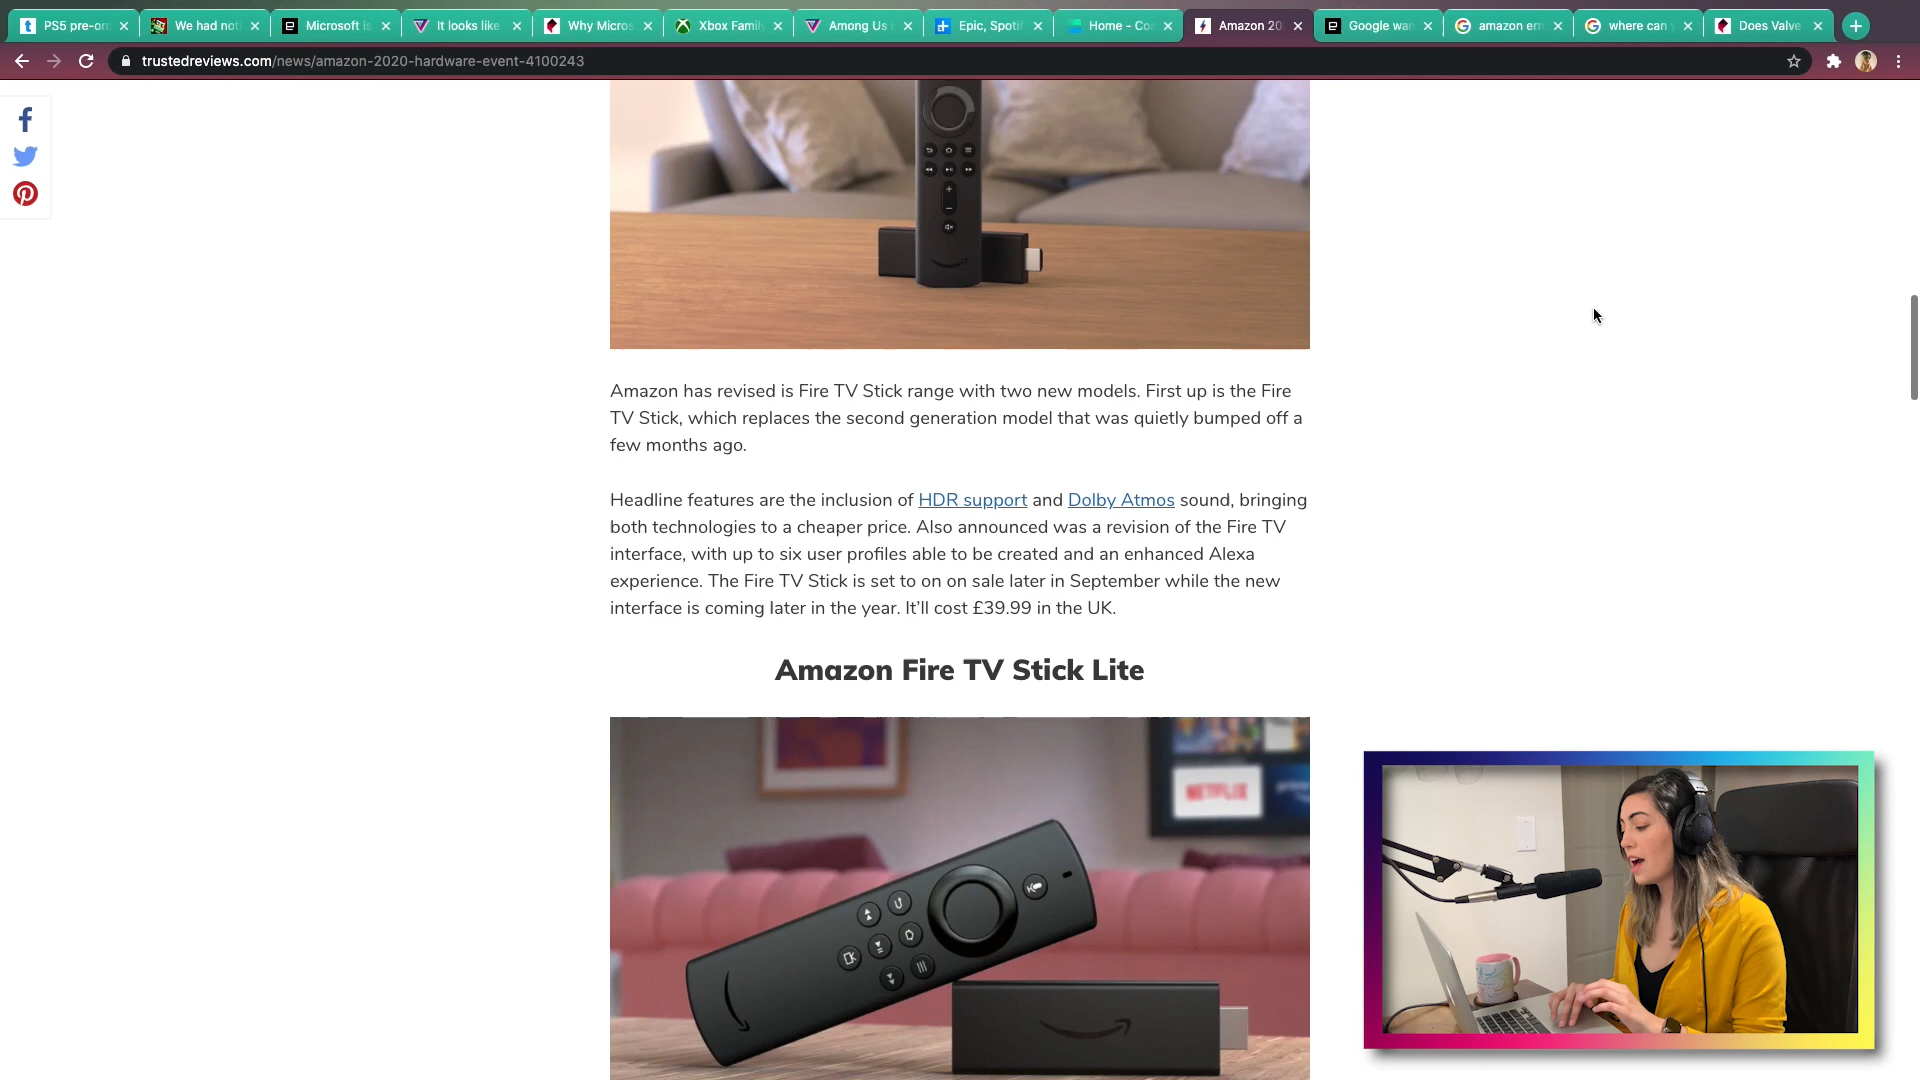 PS5 pre-or
We had not
Microsoft is
It looks like
Why Micros
Xbox Family
Among Us
Epic, Spotif
Home - Co
Amazon 20
Google wa
amazon er
where can
Does Valve
trustedreviews.com/news/amazon-2020-hardware-event-4100243
Amazon has revised is Fire TV Stick range with two new models. First up is the Fire
TV Stick, which replaces the second generation model that was quietly bumped off a
few months ago.
Headline features are the inclusion of HDR support and Dolby Atmos sound, bringing
both technologies to a cheaper price. Also announced was a revision of the Fire TV
interface, with up to six user profiles able to be created and an enhanced Alexa
experience. The Fire TV Stick is set to on on sale later in September while the new
interface is coming later in the year. It’ll cost £39.99 in the UK.
Amazon Fire TV Stick Lite
NETFLIX